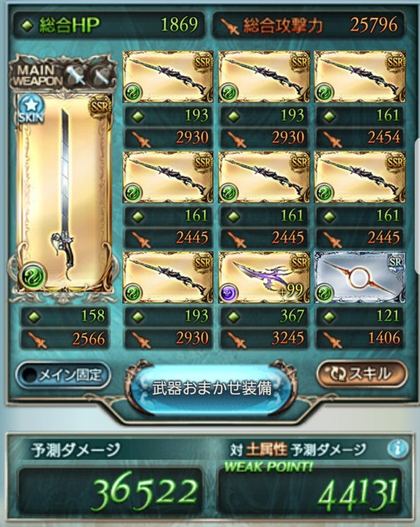 総合HP 1869 総合攻撃力 25796
MAIN
WEAPON
SKIN SSR SSR SSR SSR
193 193 161
2930 2930 2454
SSR SSR SSR
161 161 161
2445 2445 2445
SSR SSR SR
+99
158 193 367 121
2566 2930 3245 1406
メイン固定 武器おまかせ装備 スキル
予測ダメージ 対 土属性 予測ダメージ i
WEAK POINT!
36522 44131